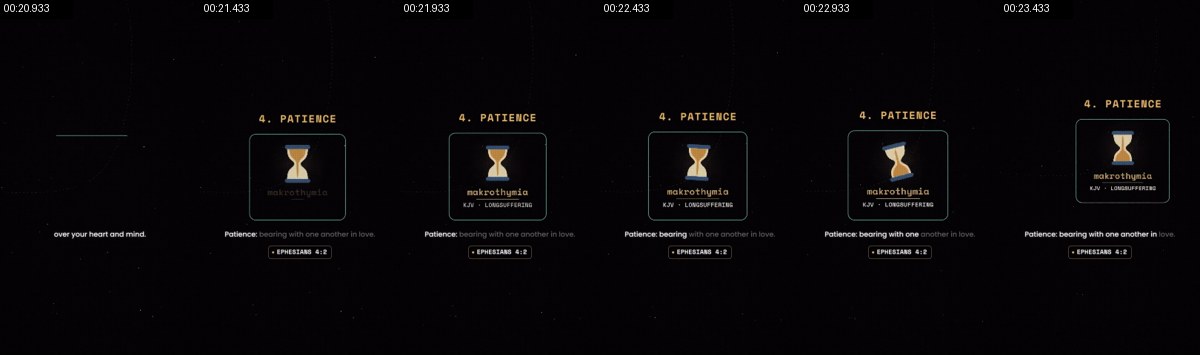 00:20.933
over your heart and mind.
00:21.433
4. PATIENCE
makrothymia
Patience: bearing with one another in love.
EPHESIANS 4:2
00:21.933
4. PATIENCE
makrothymia
KJV · LONGSUFFERING
Patience: bearing with one another in love.
EPHESIANS 4:2
00:22.433
4. PATIENCE
makrothymia
KJV · LONGSUFFERING
Patience: bearing with one another in love.
EPHESIANS 4:2
00:22.933
4. PATIENCE
makrothymia
KJV · LONGSUFFERING
Patience: bearing with one another in love.
EPHESIANS 4:2
00:23.433
4. PATIENCE
makrothymia
KJV · LONGSUFFERING
Patience: bearing with one another in love.
EPHESIANS 4:2